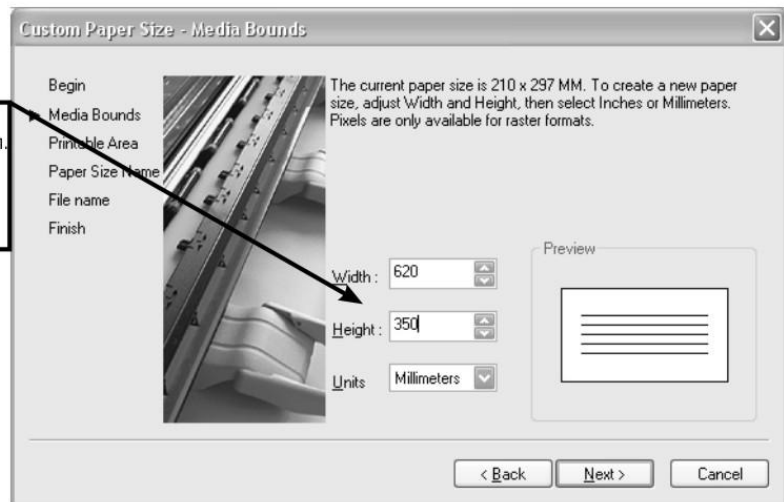 Custom Paper Size - Media Bounds
Begin
Media Bounds
Printable Area
Paper Size Name
File name
Finish
The current paper size is 210 x 297 MM. To create a new paper
size, adjust Width and Height, then select Inches or Millimeters.
Pixels are only available for raster formats.
Width : 620
Height : 350
Units Millimeters
Preview
< Back
Next >
Cancel